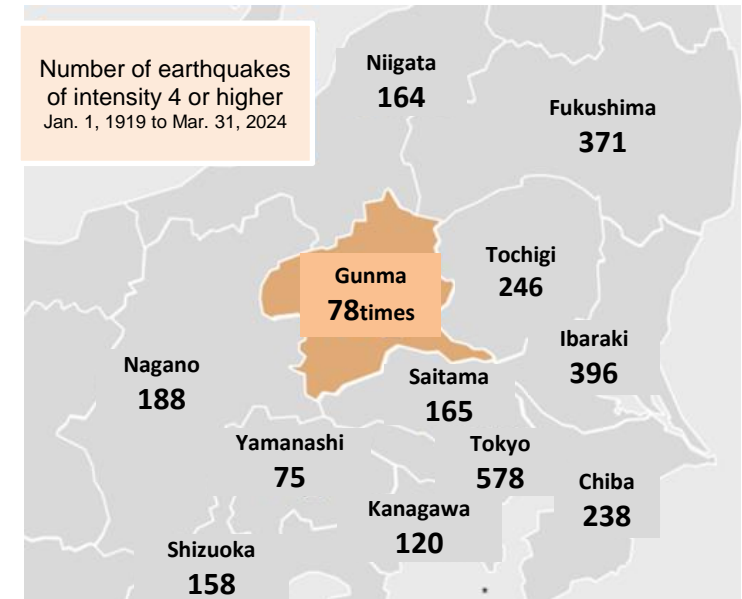 Number of earthquakes
of intensity 4 or higher
Jan. 1, 1919 to Mar. 31, 2024
Niigata
164
Fukushima
371
Gunma
78times
Tochigi
246
Ibaraki
396
Nagano
188
Saitama
165
Yamanashi
75
Tokyo
578
Chiba
238
Kanagawa
120
Shizuoka
158